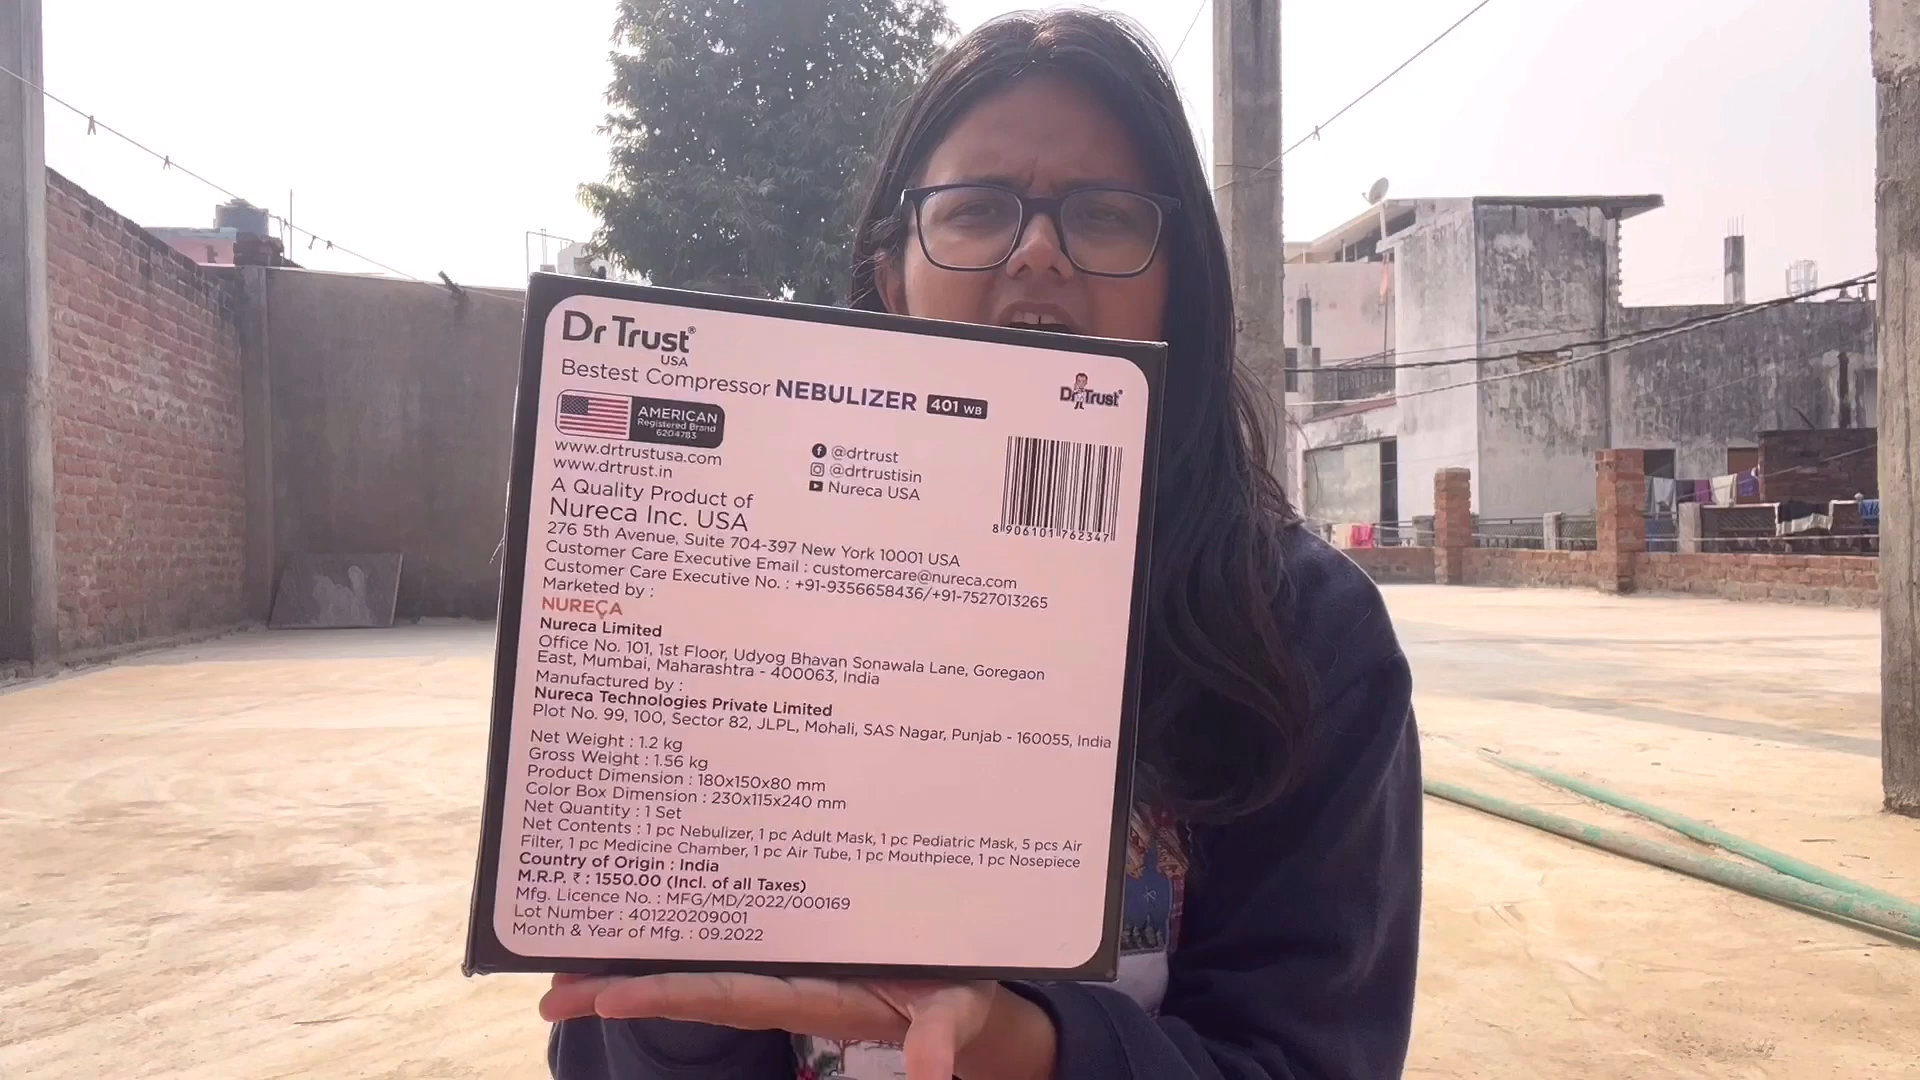 Dr Trust®
USA
Bestest Compressor NEBULIZER 401 WB
Dr Trust®
AMERICAN
Registered Brand
6204783
www.drtrustusa.com
www.drtrust.in
@drtrust
@drtrustisin
Nureca USA
8 906101 762347
A Quality Product of
Nureca Inc. USA
276 5th Avenue, Suite 704-397 New York 10001 USA
Customer Care Executive Email : customercare@nureca.com
Customer Care Executive No. : +91-9356658436/+91-7527013265
Marketed by :
NUREÇA
Nureca Limited
Office No. 101, 1st Floor, Udyog Bhavan Sonawala Lane, Goregaon
East, Mumbai, Maharashtra - 400063, India
Manufactured by :
Nureca Technologies Private Limited
Plot No. 99, 100, Sector 82, JLPL, Mohali, SAS Nagar, Punjab - 160055, India
Net Weight : 1.2 kg
Gross Weight : 1.56 kg
Product Dimension : 180x150x80 mm
Color Box Dimension : 230x115x240 mm
Net Quantity : 1 Set
Net Contents : 1 pc Nebulizer, 1 pc Adult Mask, 1 pc Pediatric Mask, 5 pcs Air
Filter, 1 pc Medicine Chamber, 1 pc Air Tube, 1 pc Mouthpiece, 1 pc Nosepiece
Country of Origin : India
M.R.P. ₹ : 1550.00 (Incl. of all Taxes)
Mfg. Licence No. : MFG/MD/2022/000169
Lot Number : 401220209001
Month & Year of Mfg. : 09.2022